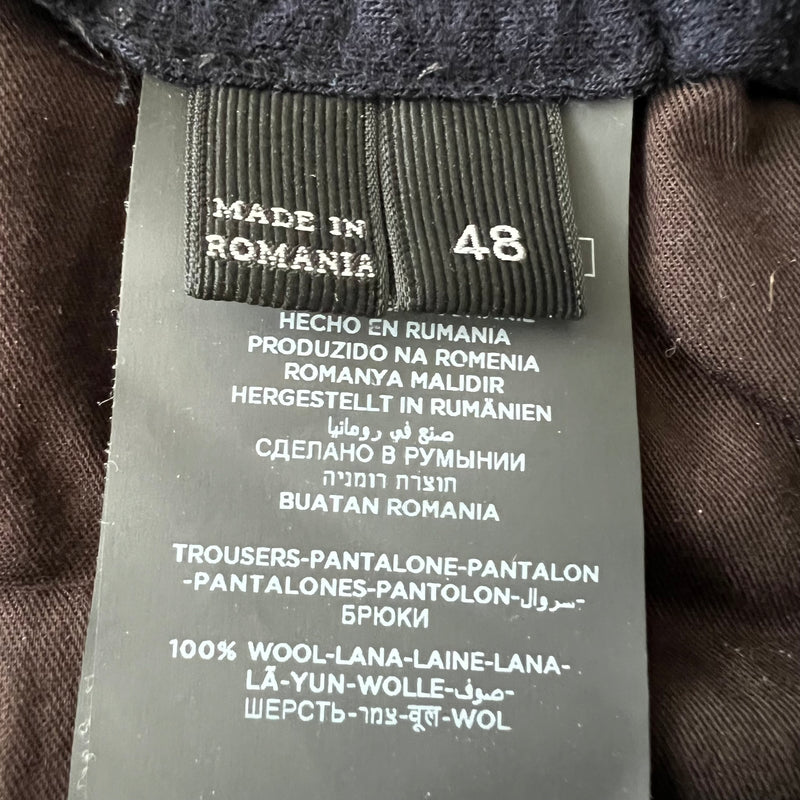 MADE IN
ROMANIA
48
HECHO EN RUMANIA
PRODUZIDO NA ROMENIA
ROMANYA MALIDIR
HERGESTELLT IN RUMÄNIEN
صنع في رومانيا
СДЕЛАНО В РУМЫНИИ
תוצרת רומניה
BUATAN ROMANIA
TROUSERS-PANTALONE-PANTALON
-PANTALONES-PANTOLON-سروال-
БРЮКИ
100% WOOL-LANA-LAINE-LANA-
LÃ-YUN-WOLLE-صوف-
ШЕРСТЬ-צמר-वूल-WOL